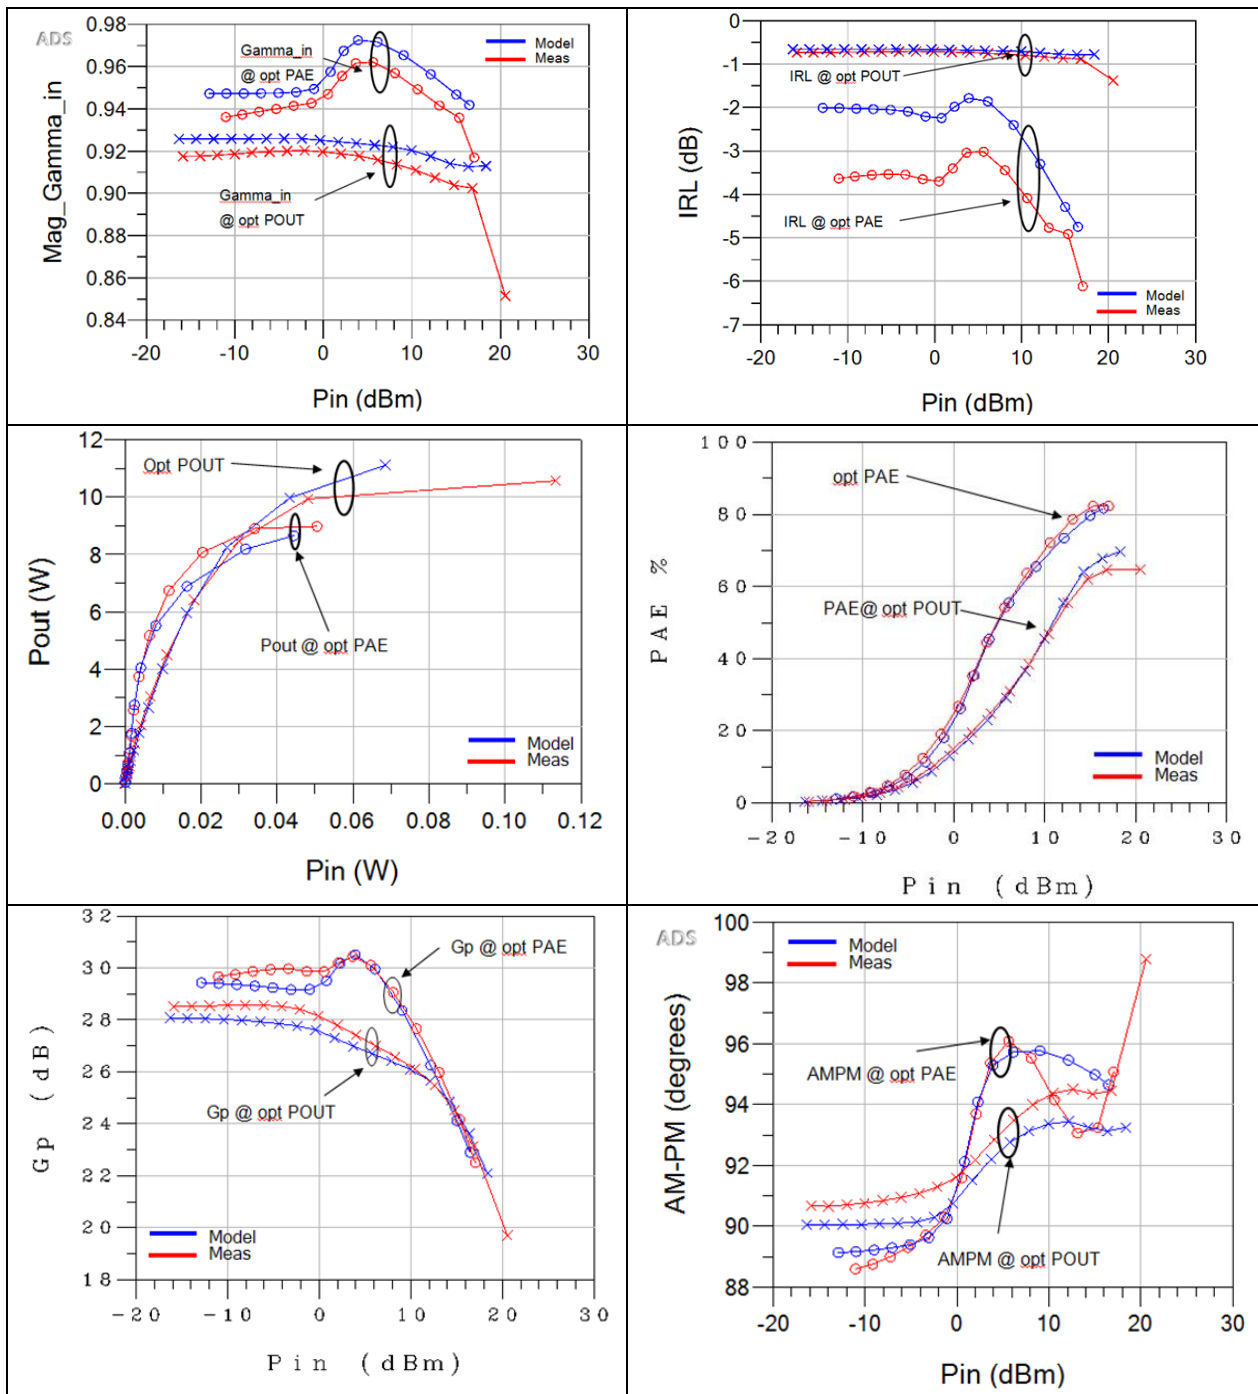 0.98
ADS
Model
Meas
Gamma_in
@ opt PAE
0.96
0.94
0.92
0.90
0.88
0.86
0.84
Gamma_in
@ opt POUT
Mag_Gamma_in
-20 -10 0 10 20 30
Pin (dBm)
0
-1
-2
-3
-4
-5
-6
-7
IRL @ opt POUT
IRL @ opt PAE
IRL (dB)
Model
Meas
-20 -10 0 10 20 30
Pin (dBm)
12
10
8
6
4
2
0
Opt POUT
Pout @ opt PAE
Pout (W)
Model
Meas
0.00 0.02 0.04 0.06 0.08 0.10 0.12
Pin (W)
100
80
60
40
20
0
opt PAE
PAE@ opt POUT
PAE %
Model
Meas
-20 -10 0 10 20 30
Pin (dBm)
32
30
28
26
24
22
20
18
Gp @ opt PAE
Gp @ opt POUT
Gp (dB)
Model
Meas
-20 -10 0 10 20 30
Pin (dBm)
100
98
96
94
92
90
88
ADS
Model
Meas
AMPM @ opt PAE
AMPM @ opt POUT
AM-PM (degrees)
-20 -10 0 10 20 30
Pin (dBm)